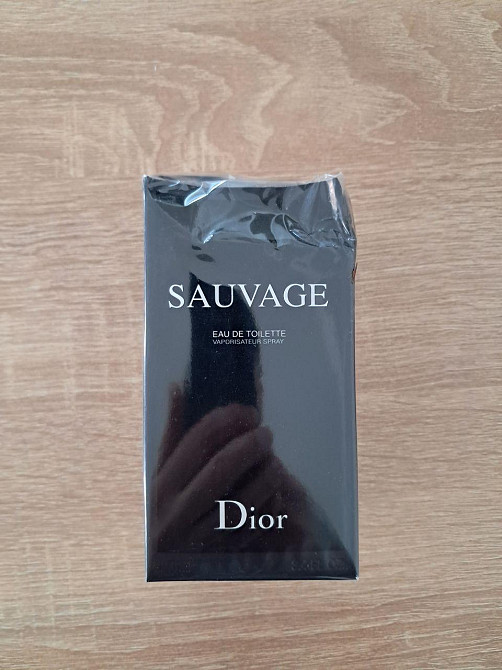 SAUVAGE
EAU DE TOILETTE
VAPORISATEUR SPRAY
Dior